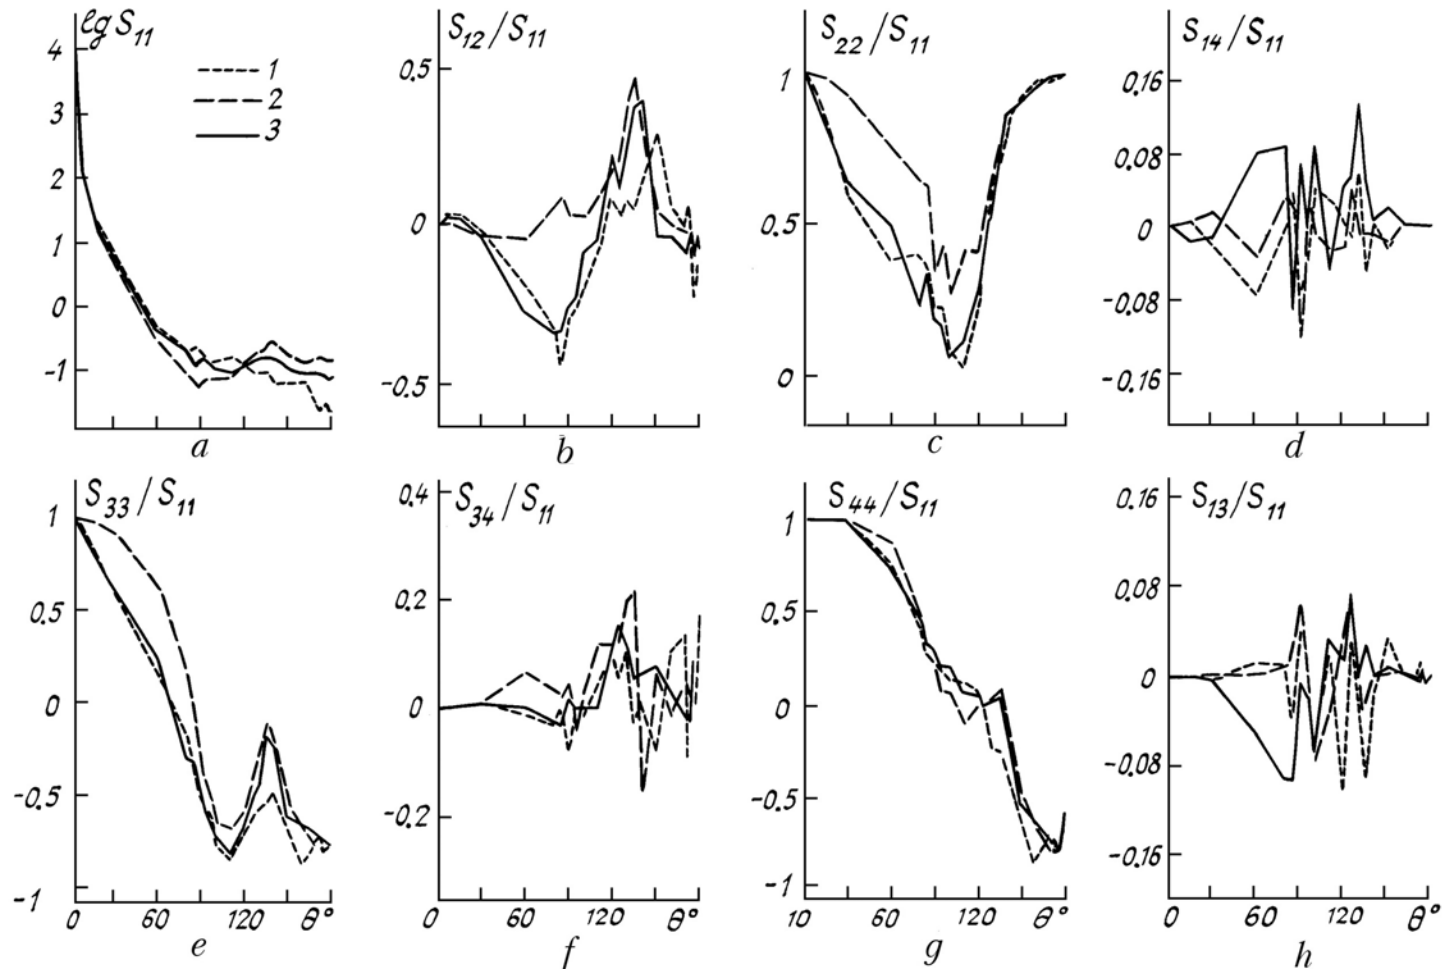 lg S11
4
3
2
1
0
-1
1
2
3
a
S12/S11
0.5
0
-0.5
b
S22/S11
1
0.5
0
c
S14/S11
0.16
0.08
0
-0.08
-0.16
d
S33/S11
1
0.5
0
-0.5
-1
0 60 120 θ°
e
S34/S11
0.4
0.2
0
-0.2
0 60 120 θ°
f
S44/S11
1
0.5
0
-0.5
-1
10 60 120 θ°
g
S13/S11
0.16
0.08
0
-0.08
-0.16
0 60 120 θ°
h